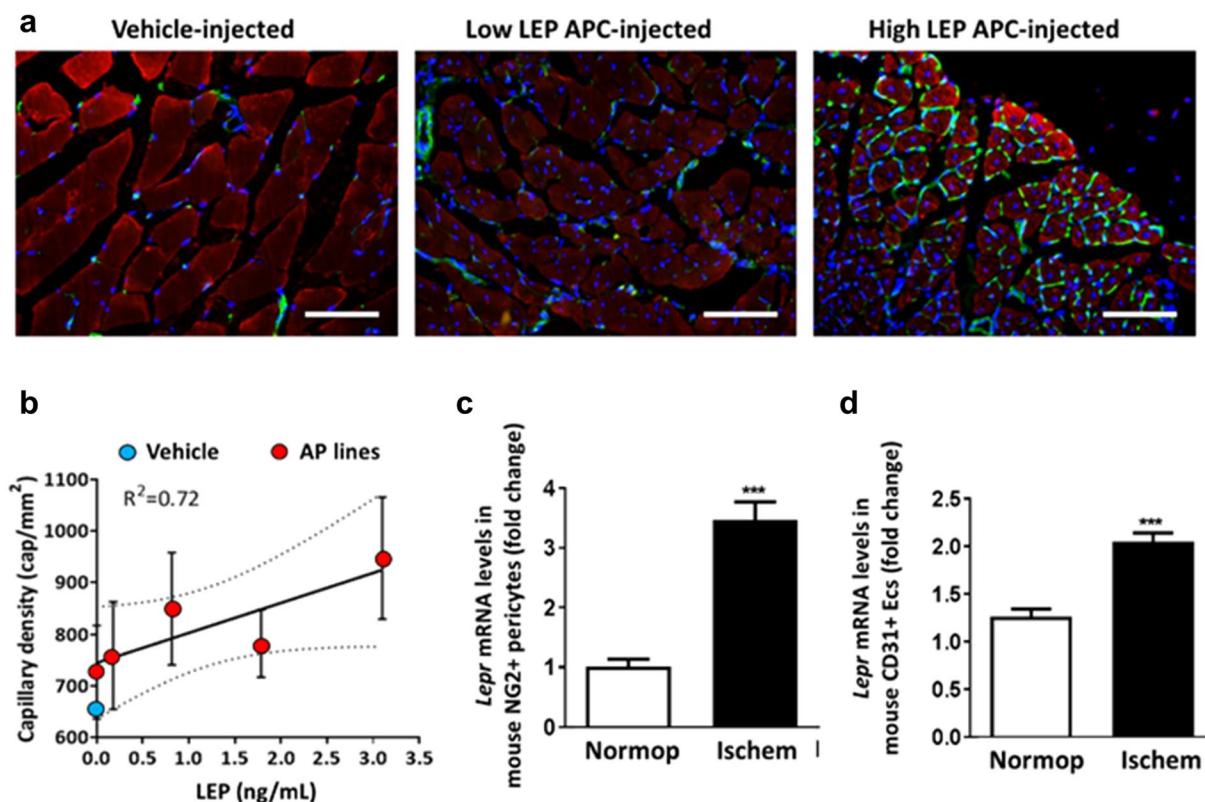 a
Vehicle-injected
Low LEP APC-injected
High LEP APC-injected
b
Vehicle
AP lines
R²=0.72
Capillary density (cap/mm²)
1100
1000
900
800
700
600
0.0 0.5 1.0 1.5 2.0 2.5 3.0 3.5
LEP (ng/mL)
c
Lepr mRNA levels in
mouse NG2+ pericytes (fold change)
4
3
2
1
0
***
Normop Ischem
d
Lepr mRNA levels in
mouse CD31+ Ecs (fold change)
2.5
2.0
1.5
1.0
0.5
0.0
***
Normop Ischem